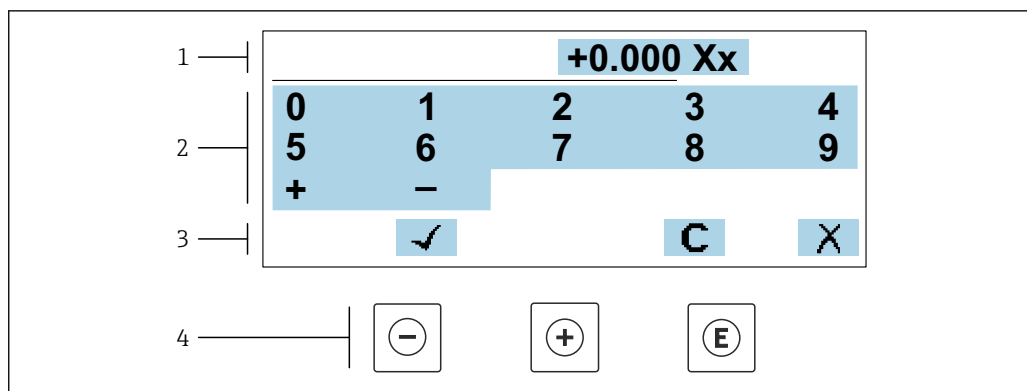 1 +0.000 Xx
0 1 2 3 4
2 5 6 7 8 9
+ −
3 ✓ C X
4 − + E